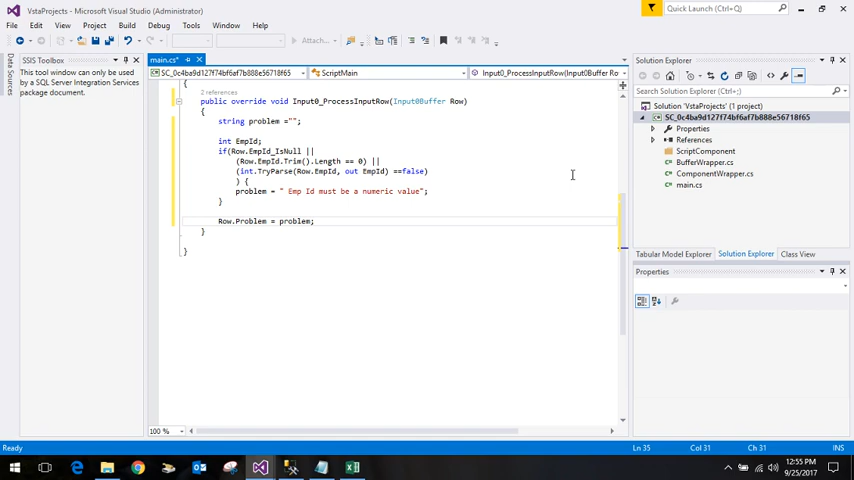 VstaProjects - Microsoft Visual Studio (Administrator)
Quick Launch (Ctrl+Q)
File Edit View Project Build Debug Tools Window Help
Attach...
Data Sources
SSIS Toolbox
This tool window can only be used
by a SQL Server Integration Services
package document.
main.cs*
SC_0c4ba9d127f74bf6af7b888e56718f65
ScriptMain
Input0_ProcessInputRow(Input0Buffer Ro
{
2 references
public override void Input0_ProcessInputRow(Input0Buffer Row)
{
string problem ="";
int EmpId;
if(Row.EmpId_IsNull ||
(Row.EmpId.Trim().Length == 0) ||
(int.TryParse(Row.EmpId, out EmpId) ==false)
) {
problem = " Emp Id must be a numeric value";
}
Row.Problem = problem;
}
}
100 %
Solution Explorer
Search Solution Explorer (Ctrl+;)
Solution 'VstaProjects' (1 project)
SC_0c4ba9d127f74bf6af7b888e56718f65
Properties
References
ScriptComponent
BufferWrapper.cs
ComponentWrapper.cs
main.cs
Tabular Model Explorer Solution Explorer Class View
Properties
Ready
Ln 35
Col 31
Ch 31
INS
12:55 PM
9/25/2017